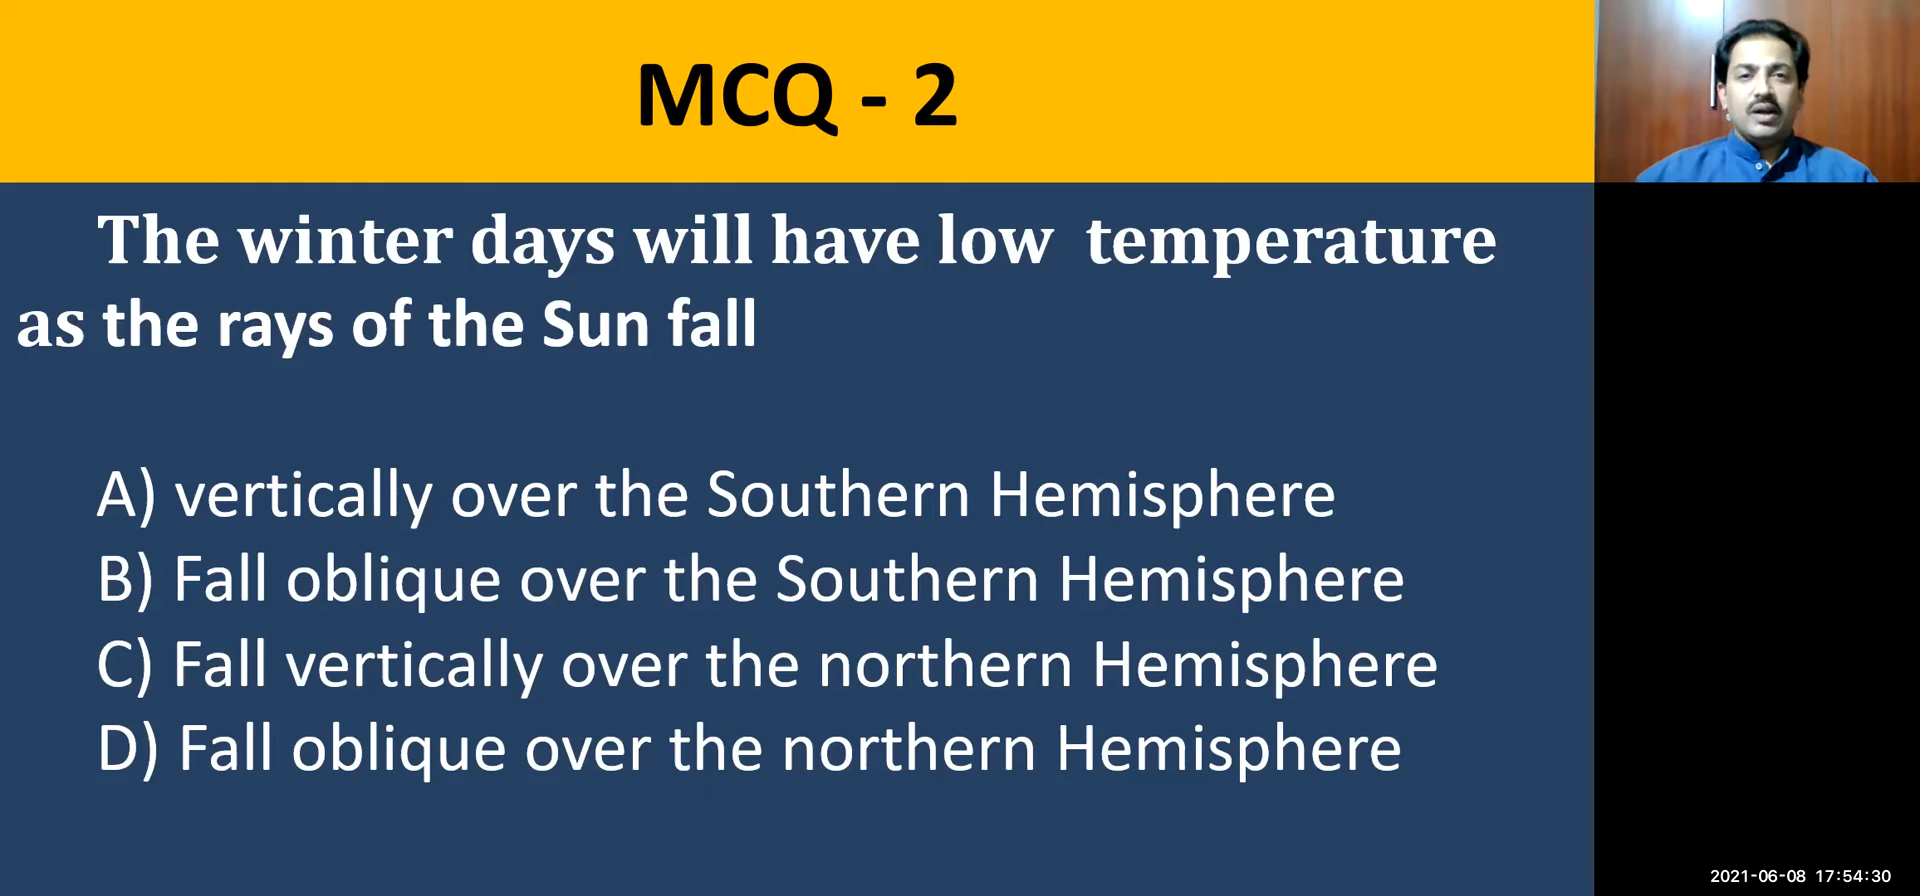 MCQ - 2
The winter days will have low temperature
as the rays of the Sun fall
A) vertically over the Southern Hemisphere
B) Fall oblique over the Southern Hemisphere
C) Fall vertically over the northern Hemisphere
D) Fall oblique over the northern Hemisphere
2021-06-08 17:54:30